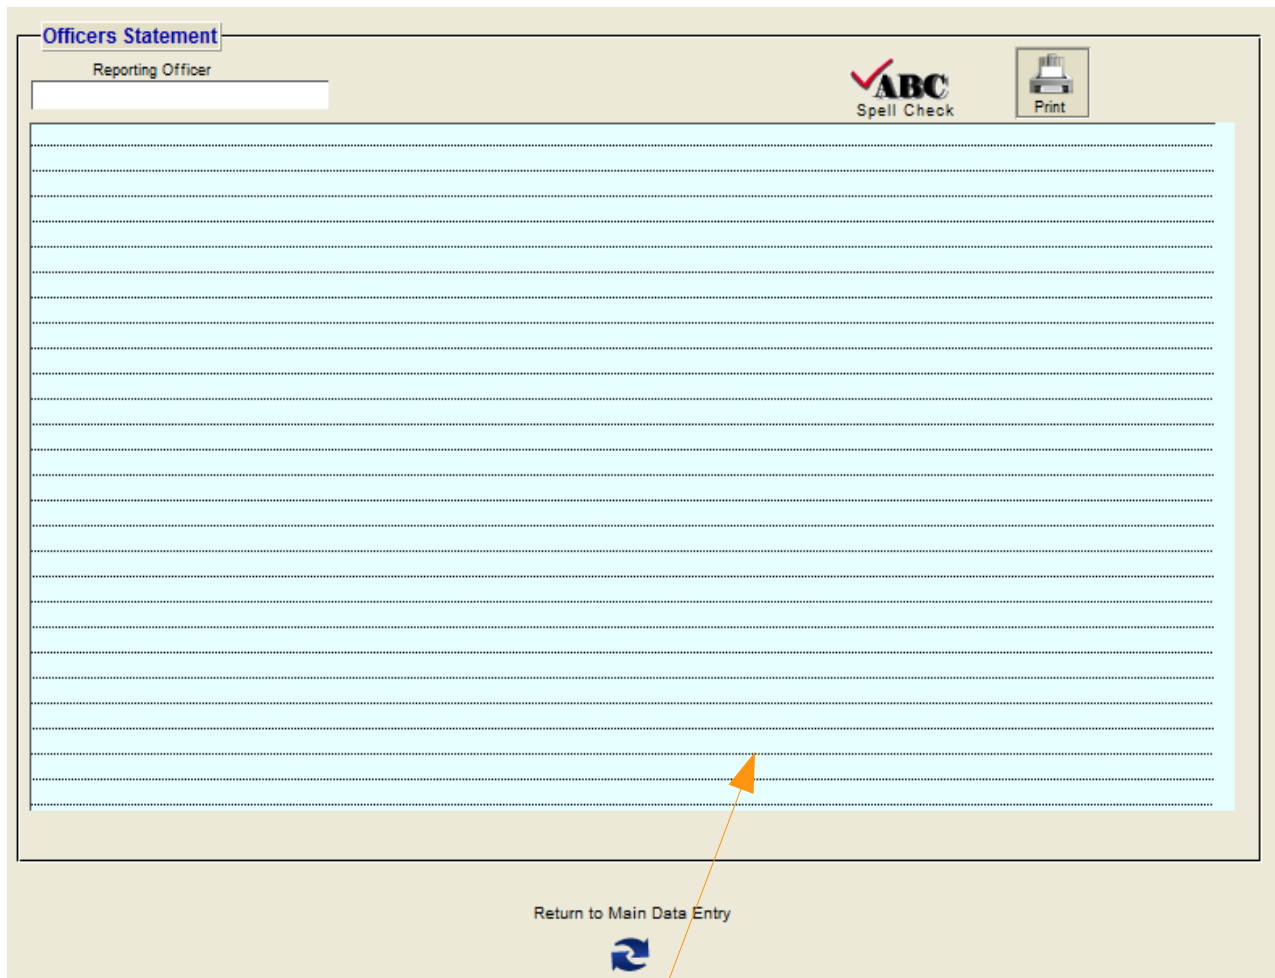 Officers Statement
Reporting Officer
ABC
Spell Check
Print
Return to Main Data Entry